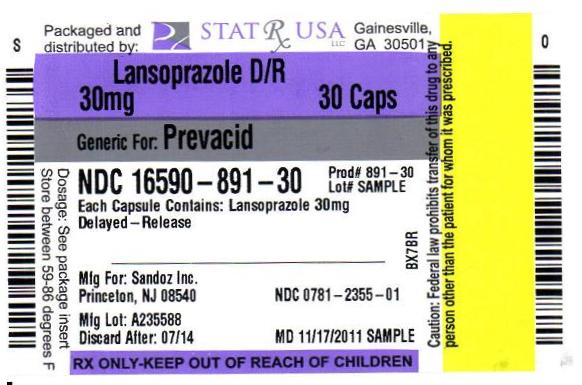 S
Packaged and
distributed by:
STAT Rx USA
LLC
Gainesville,
GA 30501
O
Lansoprazole D/R
30mg 30 Caps
Generic For: Prevacid
NDC 16590-891-30
Prod# 891-30
Lot# SAMPLE
Each Capsule Contains: Lansoprazole 30mg
Delayed-Release
Mfg For: Sandoz Inc.
Princeton, NJ 08540 NDC 0781-2355-01
Mfg Lot: A235588
Discard After: 07/14 MD 11/17/2011 SAMPLE
RX ONLY-KEEP OUT OF REACH OF CHILDREN
Dosage: See package insert
Store between 59-86 degrees F
BX7BR
Caution: Federal law prohibits transfer of this drug to any
person other than the patient for whom it was prescribed.